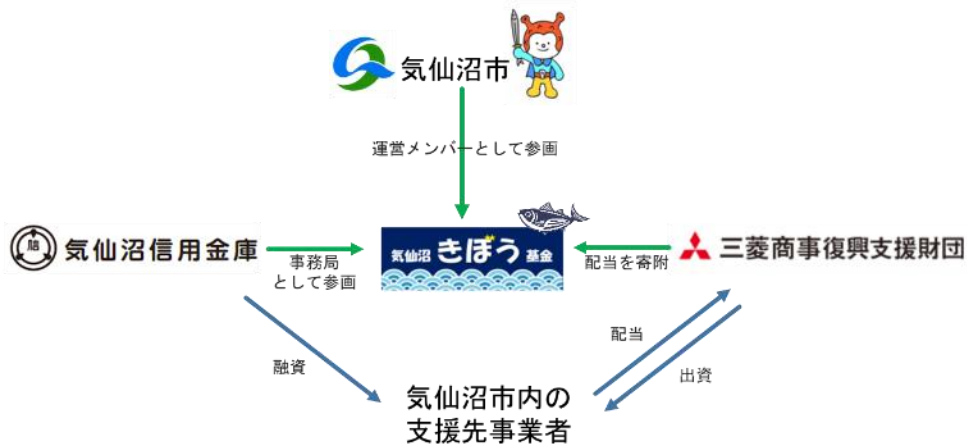 気仙沼市
運営メンバーとして参画
気仙沼信用金庫
事務局
として参画
気仙沼 きぼう 基金
配当を寄附
三菱商事復興支援財団
融資
配当
出資
気仙沼市内の
支援先事業者